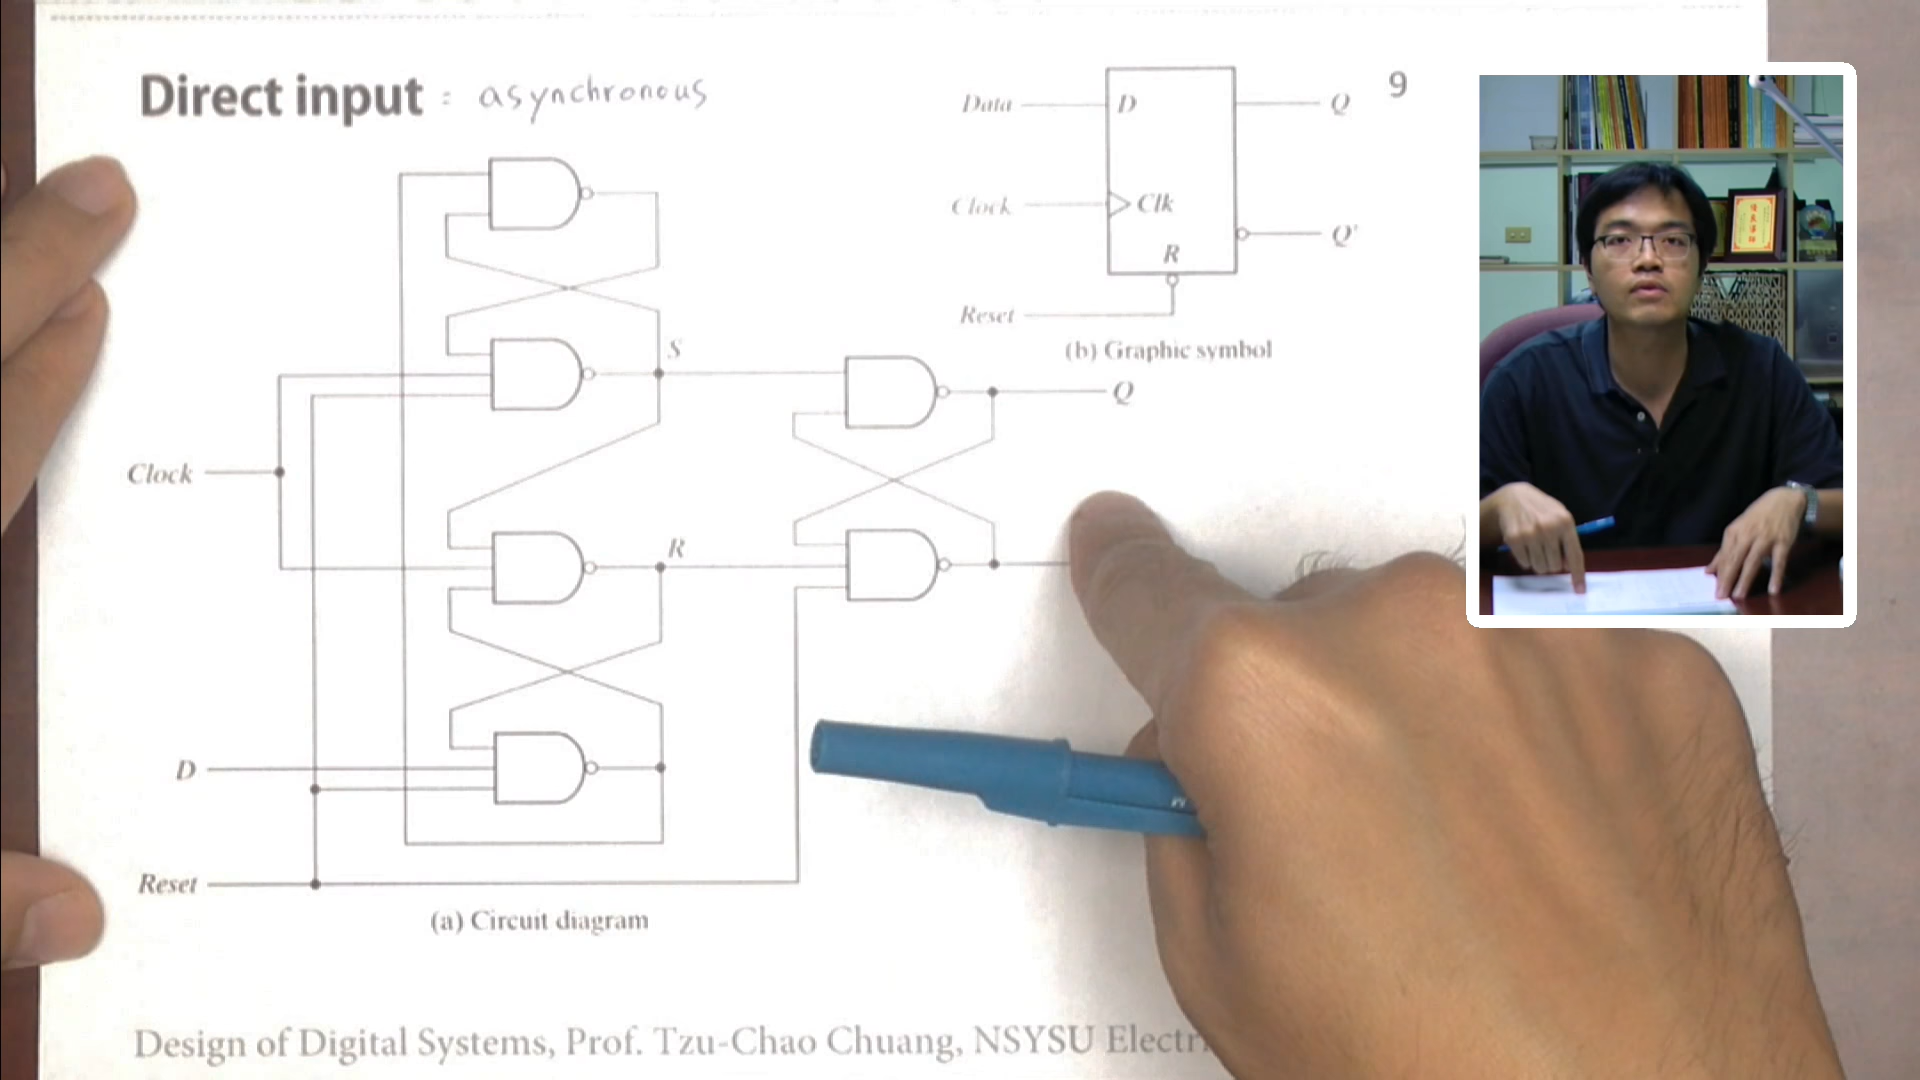 Direct input : asynchronous
9
Data
D
Q
Clock
Clk
R
Q'
Reset
(b) Graphic symbol
S
Q
Clock
R
D
Reset
(a) Circuit diagram
Design of Digital Systems, Prof. Tzu-Chao Chuang, NSYSU Electri